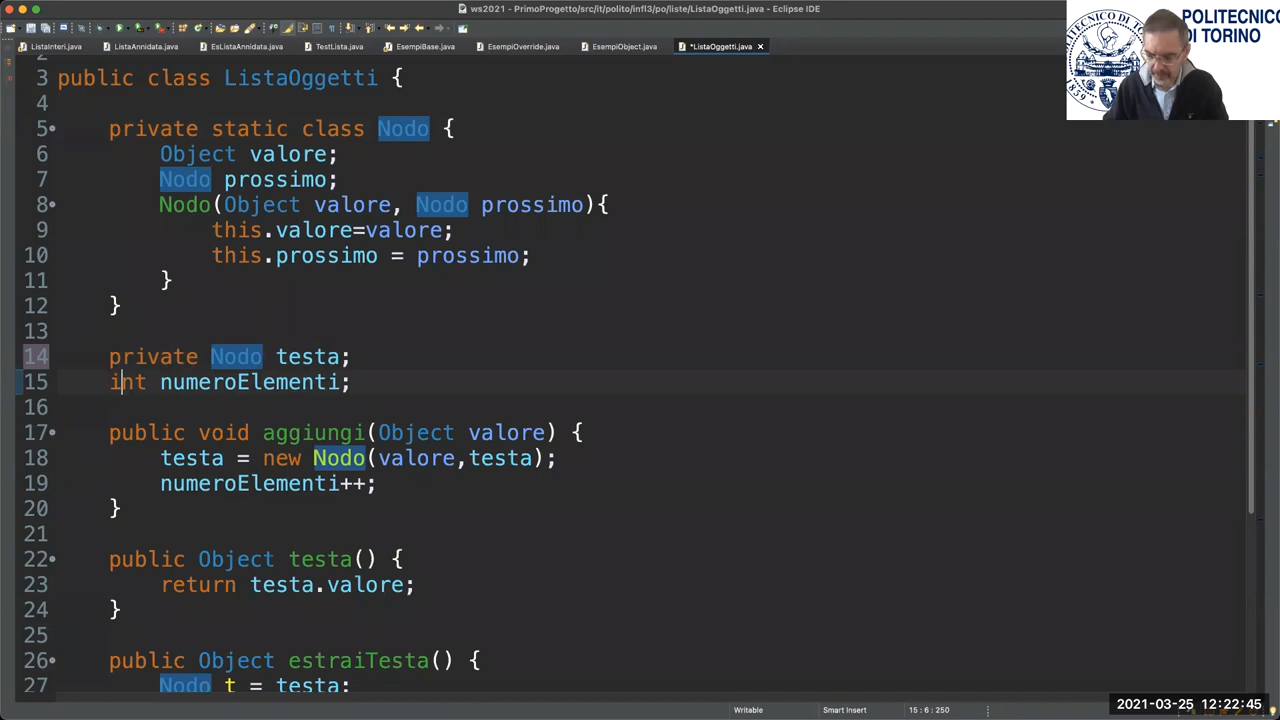 ws2021 - PrimoProgetto/src/it/polito/infl3/po/liste/ListaOggetti.java - Eclipse IDE
ListaInteri.java
ListaAnnidata.java
EsListaAnnidata.java
TestLista.java
EsempiBase.java
EsempiOverride.java
EsempiObject.java
*ListaOggetti.java
POLITECNICO
DI TORINO
2
3 public class ListaOggetti {
4
5 private static class Nodo {
6 Object valore;
7 Nodo prossimo;
8 Nodo(Object valore, Nodo prossimo){
9 this.valore=valore;
10 this.prossimo = prossimo;
11 }
12 }
13
14 private Nodo testa;
15 int numeroElementi;
16
17 public void aggiungi(Object valore) {
18 testa = new Nodo(valore,testa);
19 numeroElementi++;
20 }
21
22 public Object testa() {
23 return testa.valore;
24 }
25
26 public Object estraiTesta() {
27 Nodo t = testa;
Writable
Smart Insert
15 : 6 : 250
2021-03-25 12:22:45